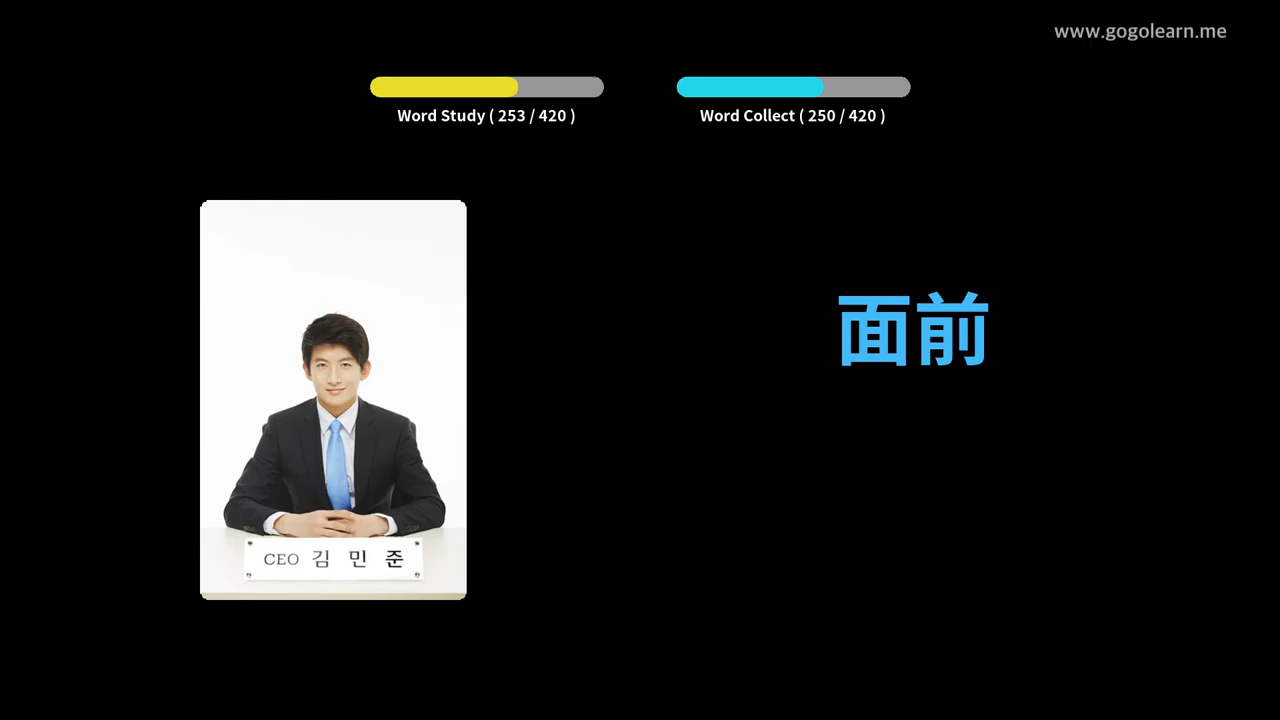 www.gogolearn.me
Word Study ( 253 / 420 )
Word Collect ( 250 / 420 )
面前
CEO 김 민 준